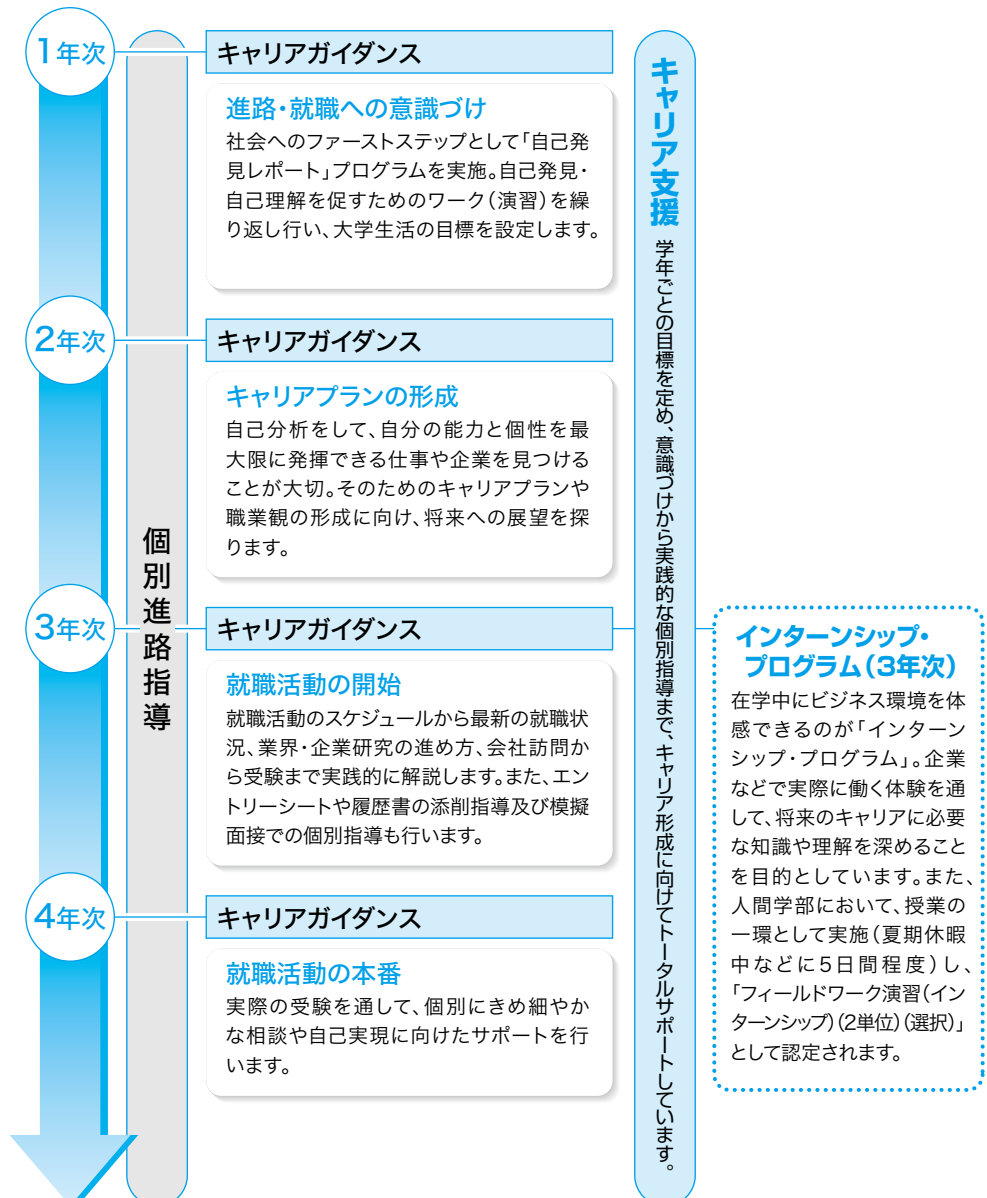 1年次
キャリアガイダンス
進路・就職への意識づけ
社会へのファーストステップとして「自己発
見レポート」プログラムを実施。自己発見・
自己理解を促すためのワーク（演習）を繰
り返し行い、大学生活の目標を設定します。
2年次
キャリアガイダンス
キャリアプランの形成
自己分析をして、自分の能力と個性を最
大限に発揮できる仕事や企業を見つける
ことが大切。そのためのキャリアプランや
職業観の形成に向け、将来への展望を探
ります。
3年次
キャリアガイダンス
就職活動の開始
就職活動のスケジュールから最新の就職状
況、業界・企業研究の進め方、会社訪問か
ら受験まで実践的に解説します。また、エン
トリーシートや履歴書の添削指導及び模擬
面接での個別指導も行います。
4年次
キャリアガイダンス
就職活動の本番
実際の受験を通して、個別にきめ細やか
な相談や自己実現に向けたサポートを行
います。
個別進路指導
キャリア支援 学年ごとの目標を定め、意識づけから実践的な個別指導まで、キャリア形成に向けてトータルサポートしています。
インターンシップ・
プログラム（3年次）
在学中にビジネス環境を体
感できるのが「インターン
シップ・プログラム」。企業
などで実際に働く体験を通
して、将来のキャリアに必要
な知識や理解を深めること
を目的としています。また、
人間学部において、授業の
一環として実施（夏期休暇
中などに5日間程度）し、
「フィールドワーク演習（イン
ターンシップ）（2単位）（選択）」
として認定されます。